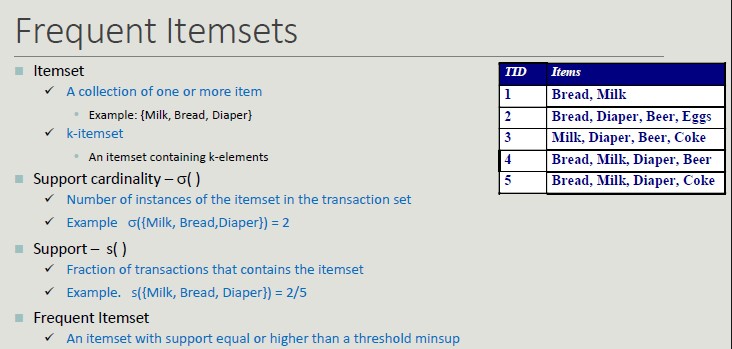 Frequent Itemsets
Itemset
A collection of one or more item
Example: {Milk, Bread, Diaper}
k-itemset
An itemset containing k-elements
Support cardinality – σ( )
Number of instances of the itemset in the transaction set
Example σ({Milk, Bread,Diaper}) = 2
Support – s( )
Fraction of transactions that contains the itemset
Example. s({Milk, Bread, Diaper}) = 2/5
Frequent Itemset
An itemset with support equal or higher than a threshold minsup
TID Items
1 Bread, Milk
2 Bread, Diaper, Beer, Eggs
3 Milk, Diaper, Beer, Coke
4 Bread, Milk, Diaper, Beer
5 Bread, Milk, Diaper, Coke